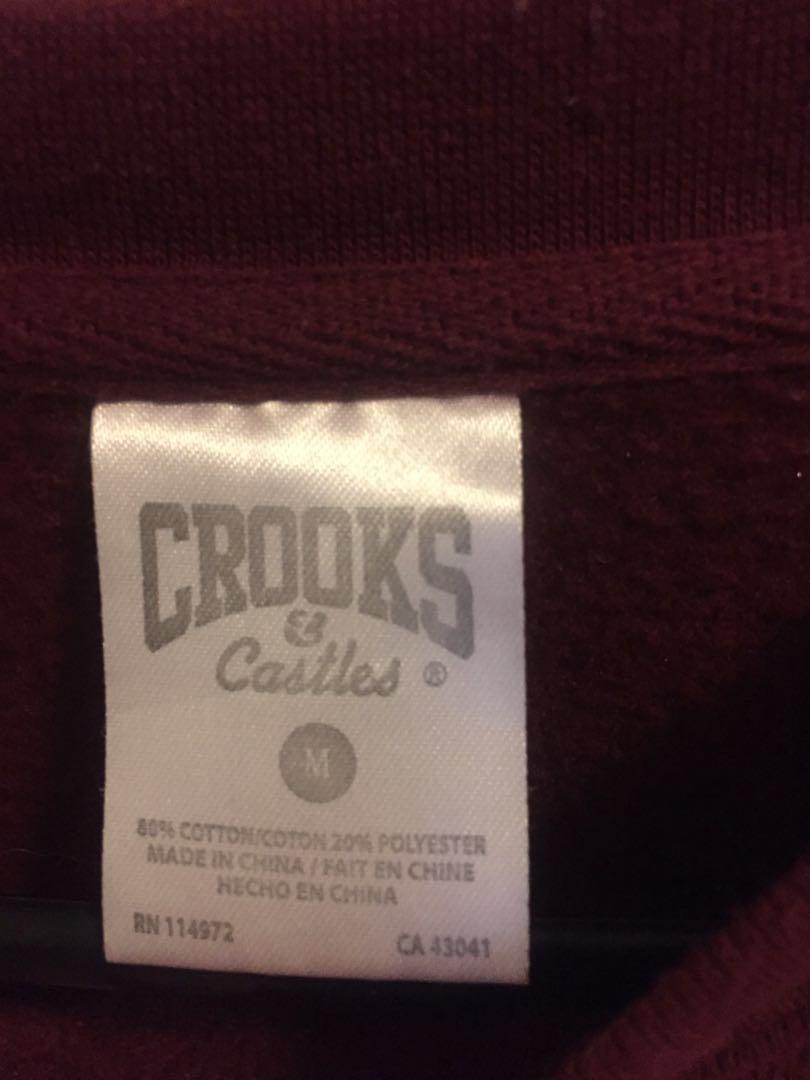 CROOKS
&
Castles ®
M
80% COTTON/COTON 20% POLYESTER
MADE IN CHINA / FAIT EN CHINE
HECHO EN CHINA
RN 114972
CA 43041